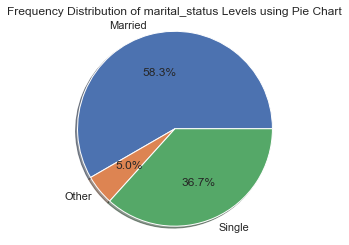 Frequency Distribution of marital_status Levels using Pie Chart
Married
58.3%
5.0%
36.7%
Other
Single